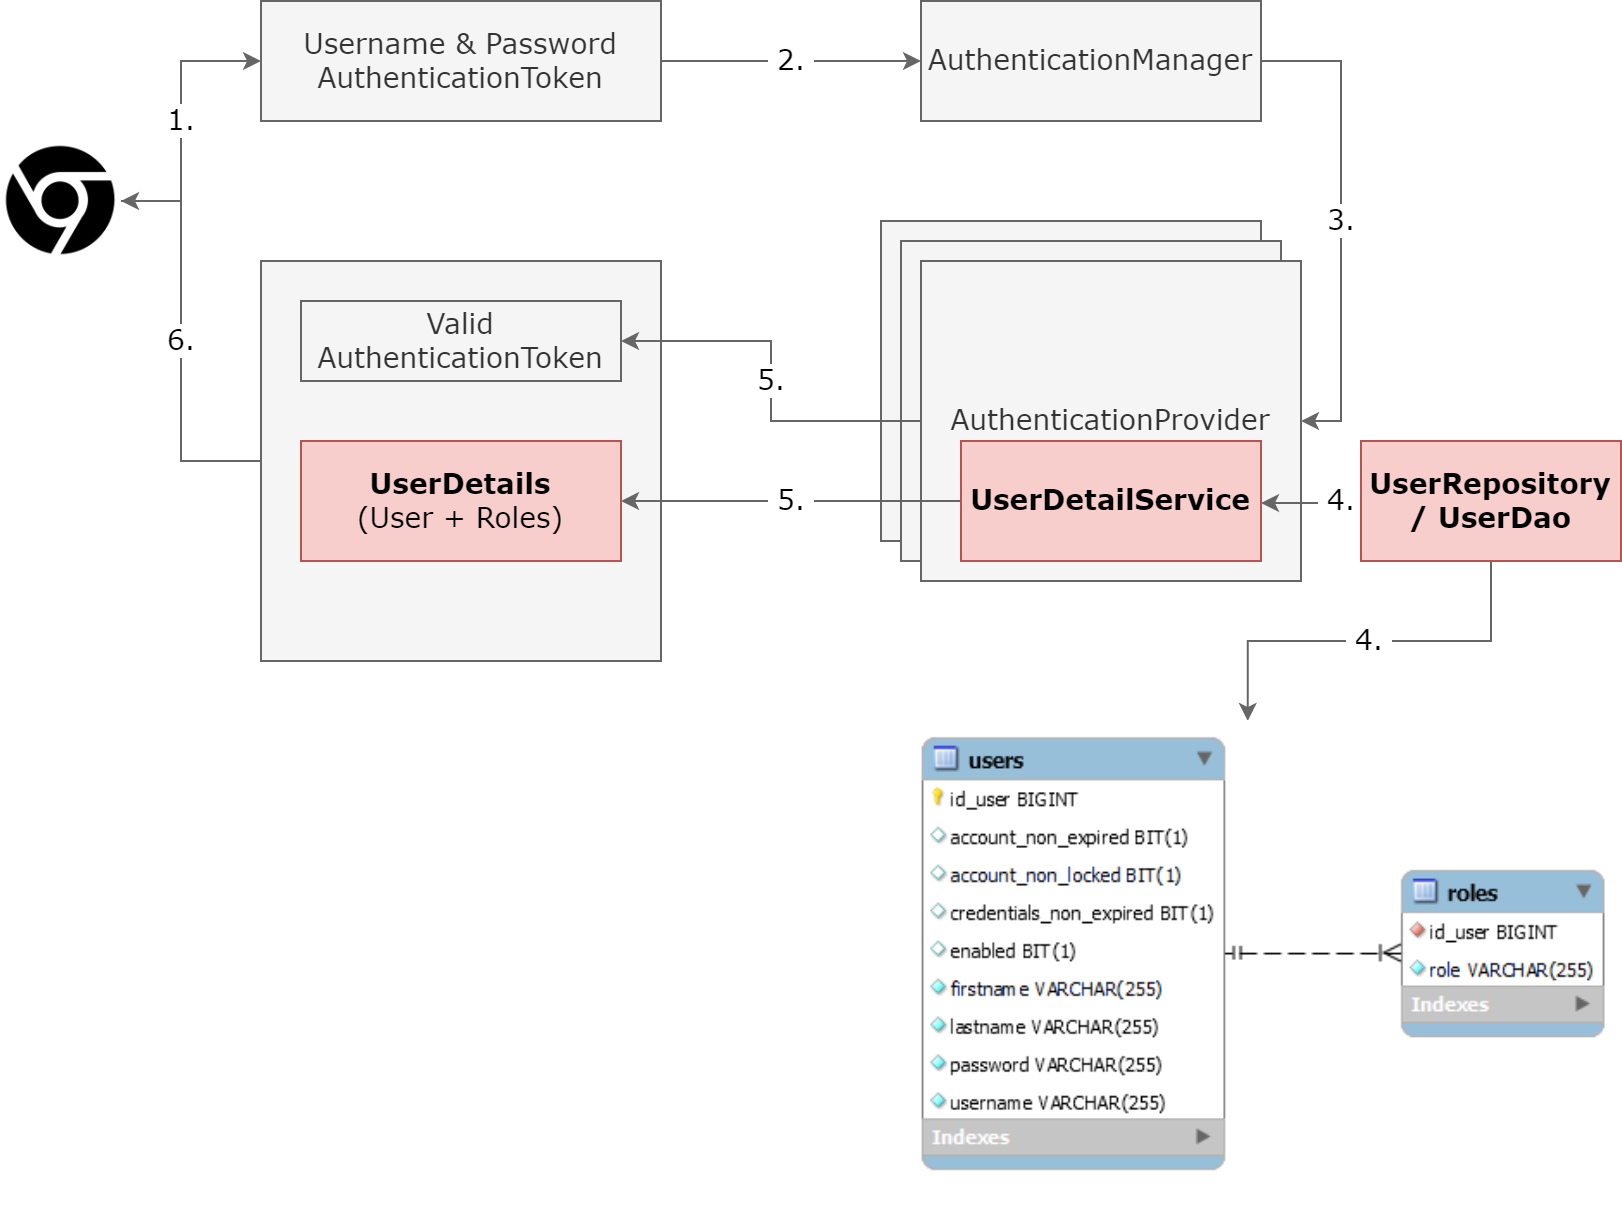 Username & Password
AuthenticationToken
2.
AuthenticationManager
1.
3.
Valid
AuthenticationToken
6.
5.
AuthenticationProvider
UserDetails
(User + Roles)
5.
UserDetailService
4.
UserRepository
/ UserDao
4.
users
id_user BIGINT
account_non_expired BIT(1)
account_non_locked BIT(1)
credentials_non_expired BIT(1)
enabled BIT(1)
firstname VARCHAR(255)
lastname VARCHAR(255)
password VARCHAR(255)
username VARCHAR(255)
Indexes
roles
id_user BIGINT
role VARCHAR(255)
Indexes